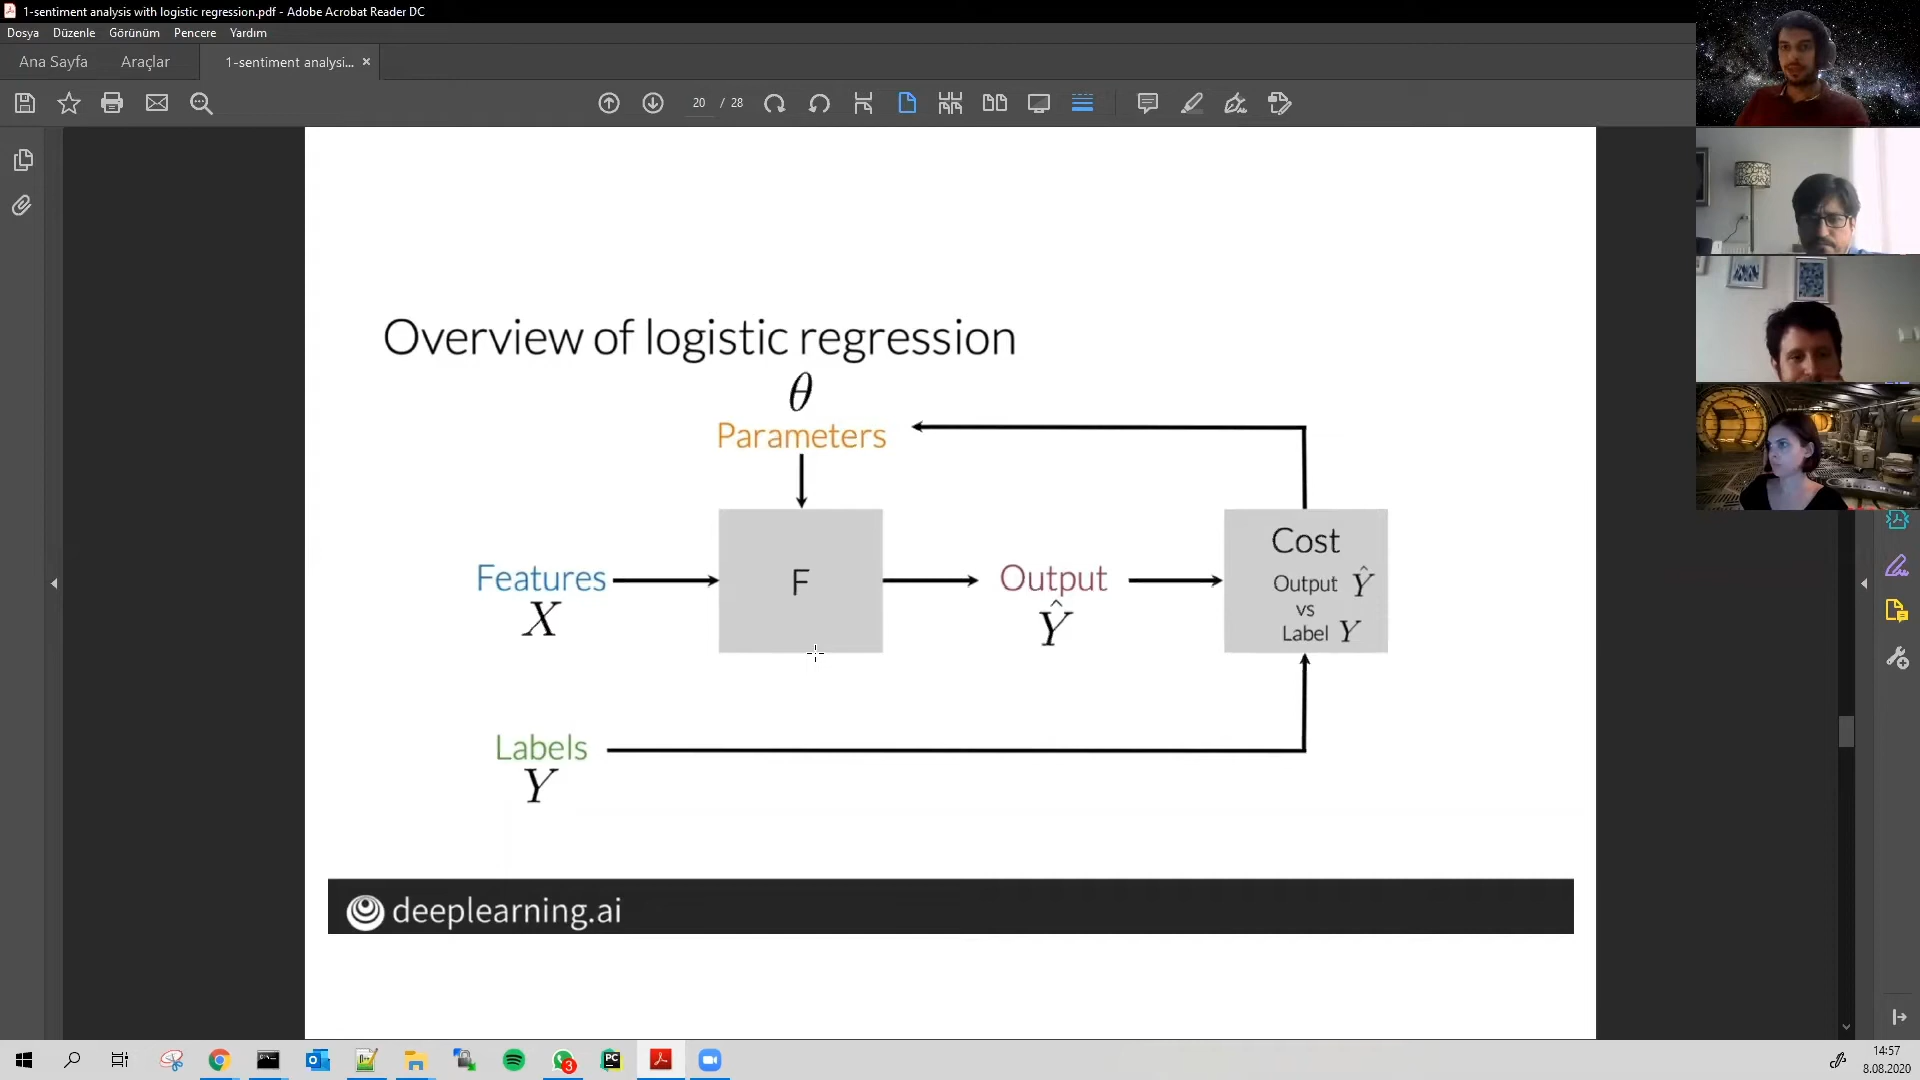 1-sentiment analysis with logistic regression.pdf - Adobe Acrobat Reader DC
Dosya Düzenle Görünüm Pencere Yardım
Ana Sayfa Araçlar 1-sentiment analysi... ×
20 / 28
Overview of logistic regression
θ
Parameters
Features
X
F
Output
Ŷ
Cost
Output Ŷ
vs
Label Y
Labels
Y
deeplearning.ai
PC
3
14:57
8.08.2020